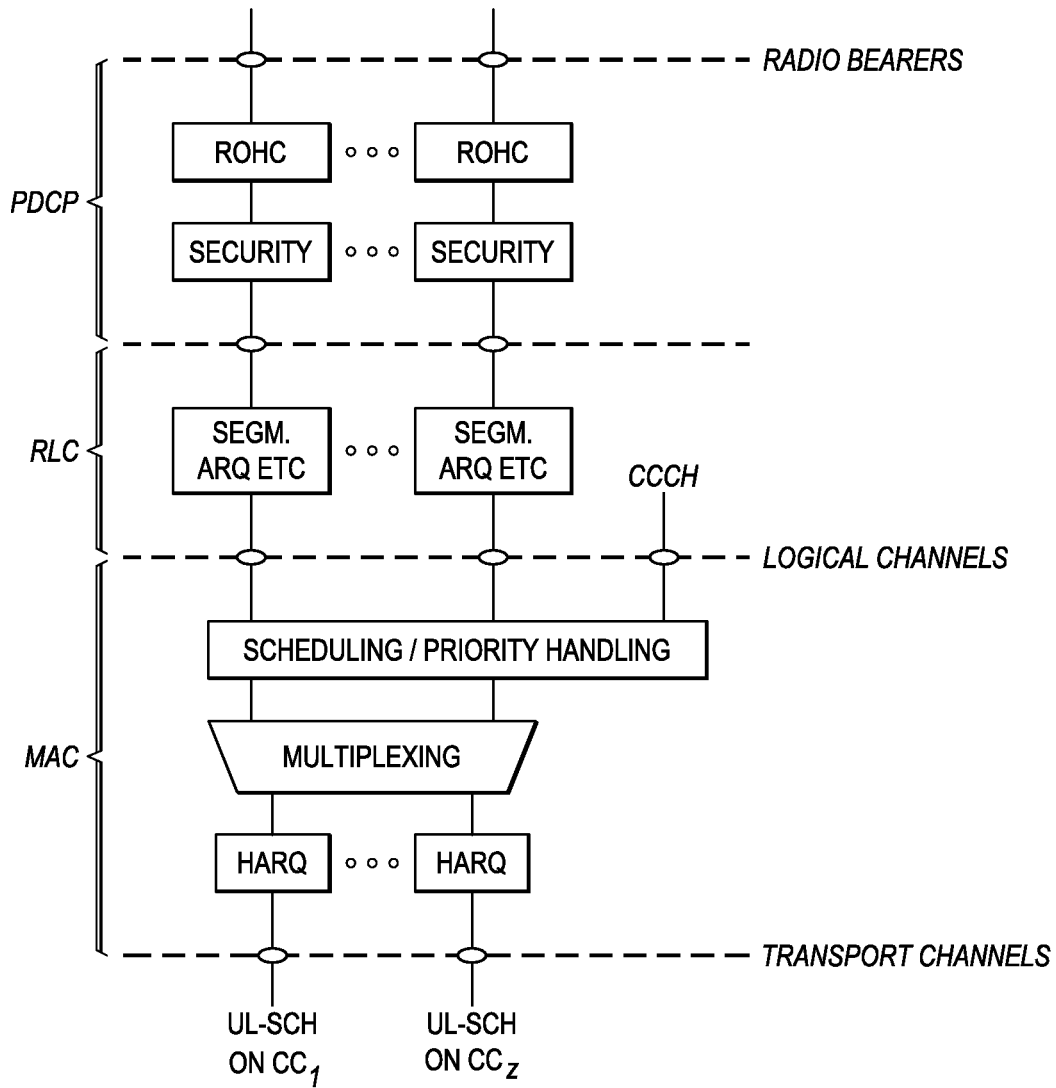 RADIO BEARERS
ROHC
ROHC
PDCP
SECURITY
SECURITY
SEGM.
ARQ ETC
SEGM.
ARQ ETC
RLC
CCCH
LOGICAL CHANNELS
SCHEDULING / PRIORITY HANDLING
MAC
MULTIPLEXING
HARQ
HARQ
TRANSPORT CHANNELS
UL-SCH
ON CC1
UL-SCH
ON CCZ